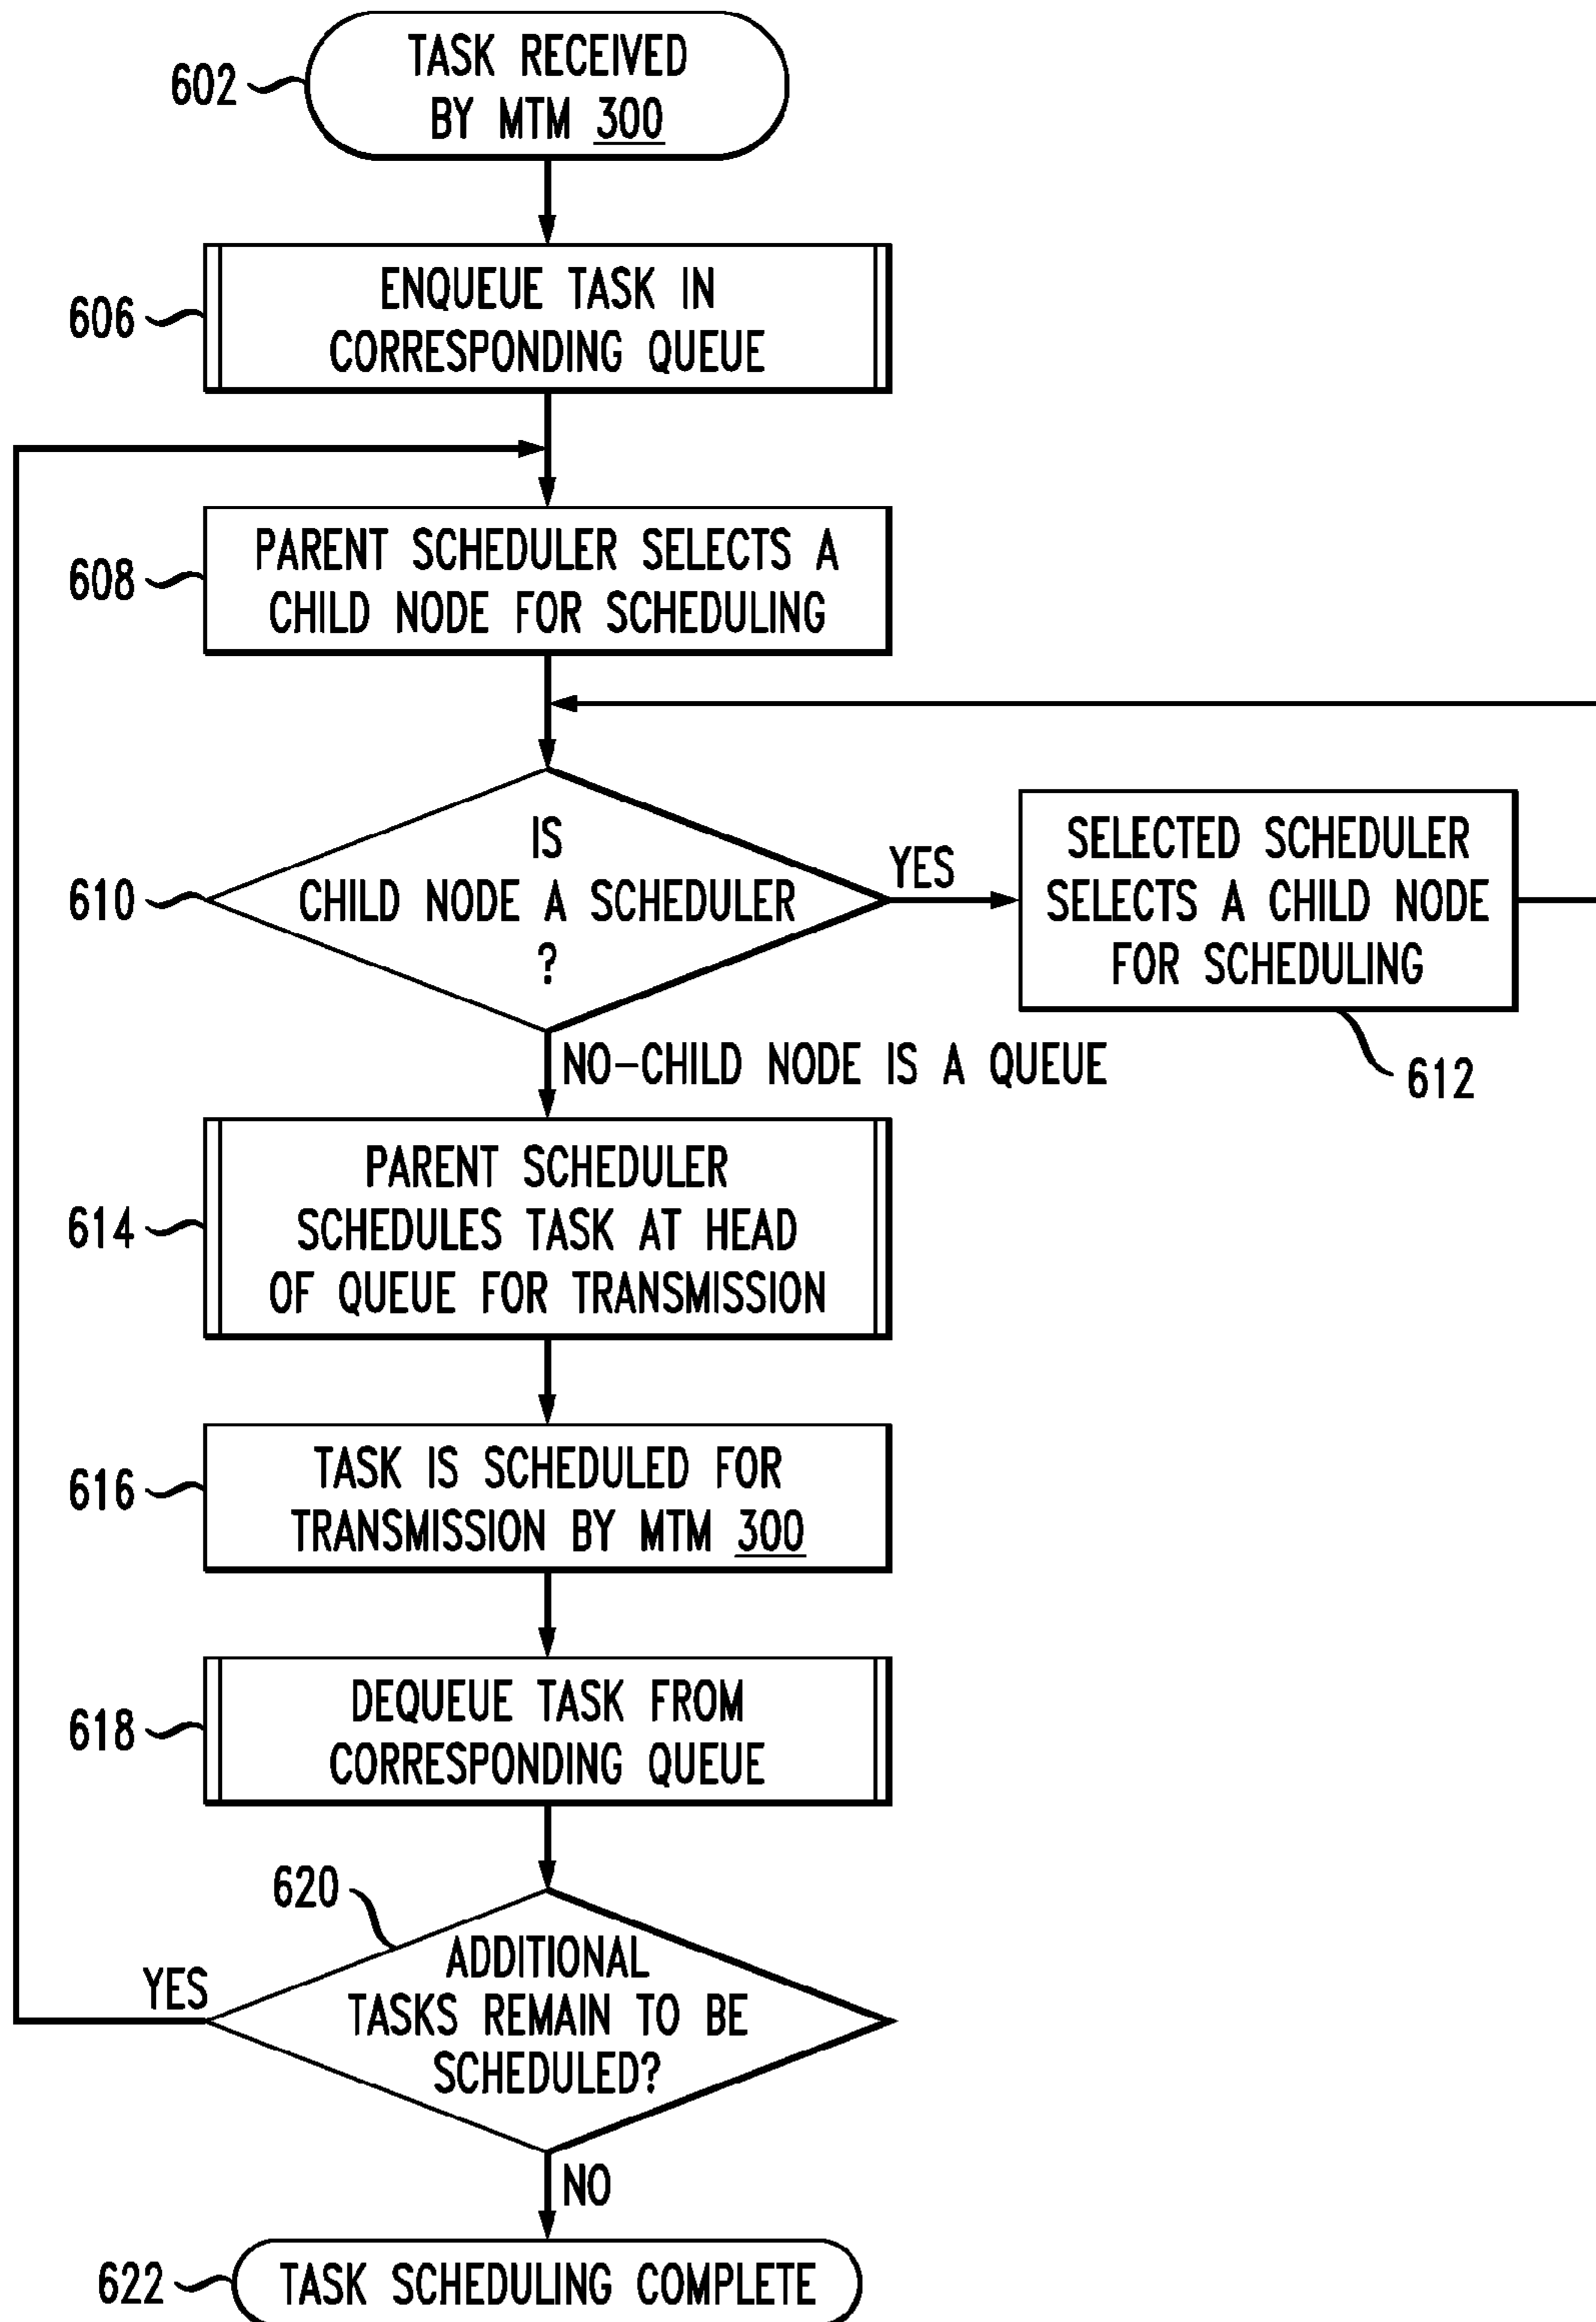 602
TASK RECEIVED
BY MTM 300
606
ENQUEUE TASK IN
CORRESPONDING QUEUE
608
PARENT SCHEDULER SELECTS A
CHILD NODE FOR SCHEDULING
610
IS
CHILD NODE A SCHEDULER
?
YES
SELECTED SCHEDULER
SELECTS A CHILD NODE
FOR SCHEDULING
612
NO-CHILD NODE IS A QUEUE
614
PARENT SCHEDULER
SCHEDULES TASK AT HEAD
OF QUEUE FOR TRANSMISSION
616
TASK IS SCHEDULED FOR
TRANSMISSION BY MTM 300
618
DEQUEUE TASK FROM
CORRESPONDING QUEUE
620
ADDITIONAL
TASKS REMAIN TO BE
SCHEDULED?
YES
NO
622
TASK SCHEDULING COMPLETE